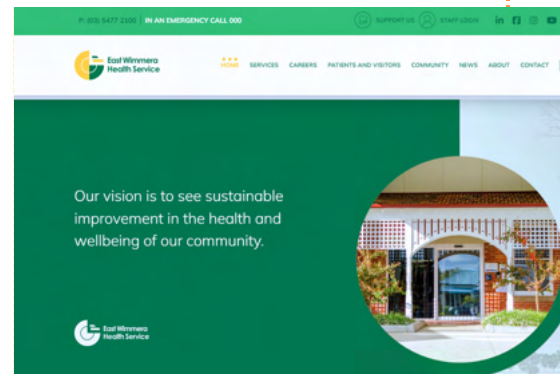 P: (03) 5477 2100 IN AN EMERGENCY CALL 000 SUPPORT US STAFF LOGIN
East Wimmera
Health Service
HOME SERVICES CAREERS PATIENTS AND VISITORS COMMUNITY NEWS ABOUT CONTACT
Our vision is to see sustainable
improvement in the health and
wellbeing of our community.
East Wimmera
Health Service